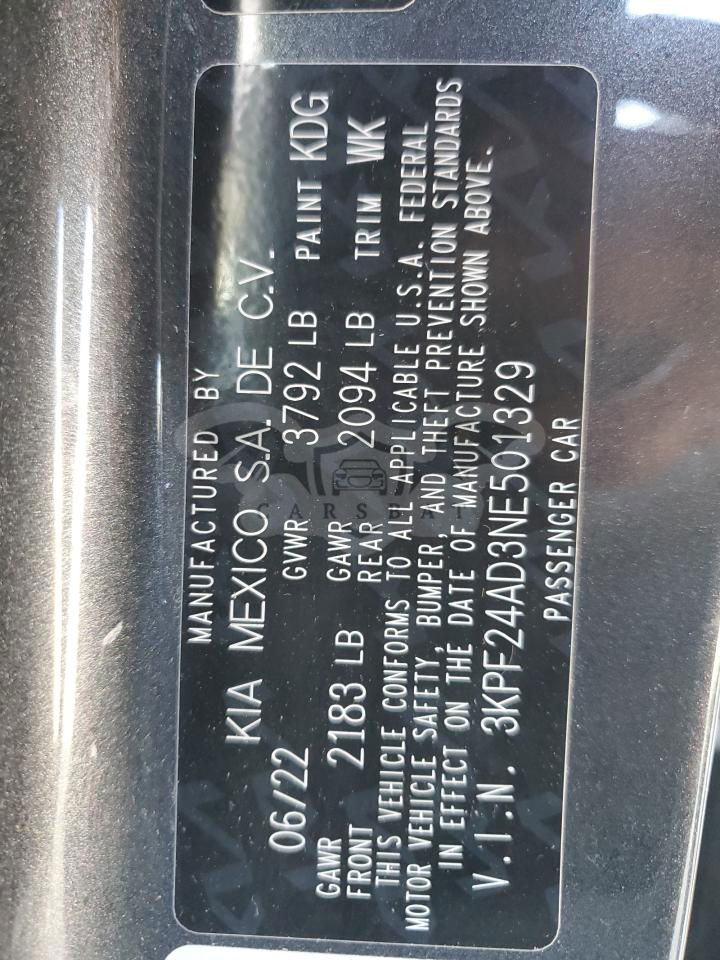 MANUFACTURED BY
KIA MEXICO S.A. DE C.V.
06/22 GVWR 3792 LB PAINT KDG
GAWR FRONT 2183 LB GAWR REAR 2094 LB TRIM WK
THIS VEHICLE CONFORMS TO ALL APPLICABLE U.S.A. FEDERAL
MOTOR VEHICLE SAFETY, BUMPER, AND THEFT PREVENTION STANDARDS
IN EFFECT ON THE DATE OF MANUFACTURE SHOWN ABOVE.
V.I.N. 3KPF24AD3NE501329
PASSENGER CAR